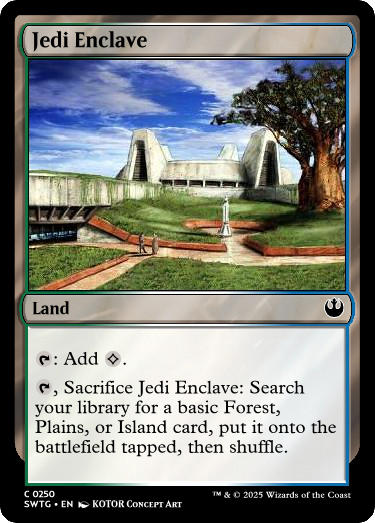 Jedi Enclave
Land
: Add .
, Sacrifice Jedi Enclave: Search
your library for a basic Forest,
Plains, or Island card, put it onto the
battlefield tapped, then shuffle.
C 0250
SWTG • EN KOTOR Concept Art
™ & © 2025 Wizards of the Coast